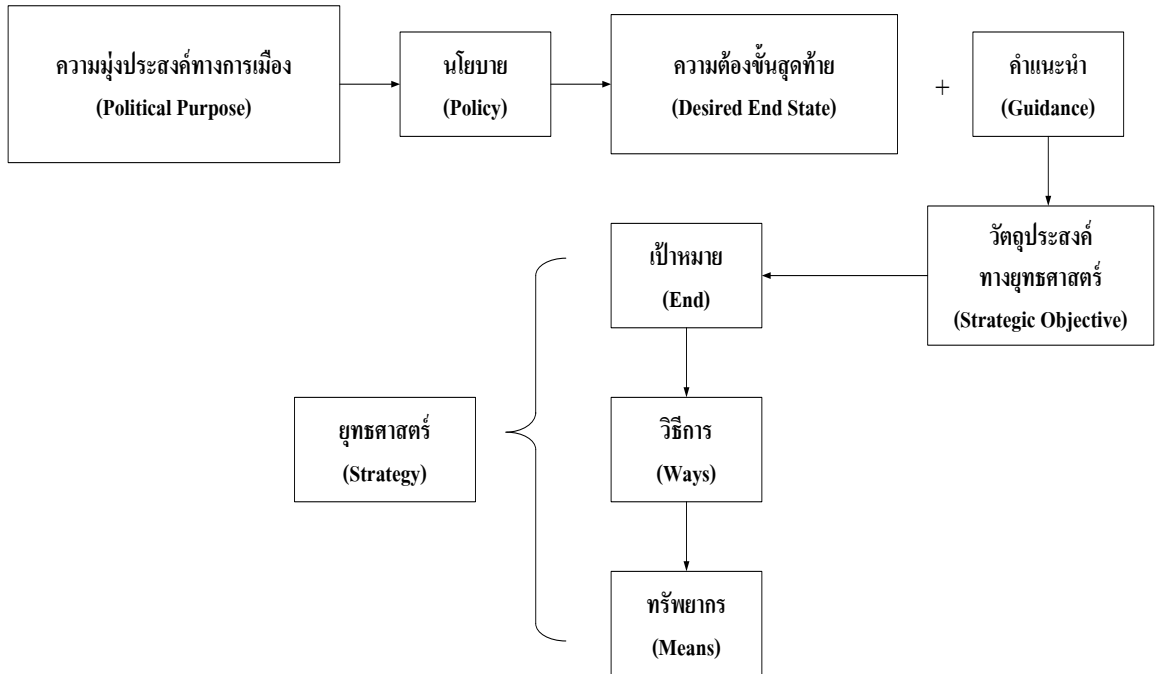 ความมุ่งประสงค์ทางการเมือง
(Political Purpose)
นโยบาย
(Policy)
ความต้องขั้นสุดท้าย
(Desired End State)
+
คำแนะนำ
(Guidance)
วัตถุประสงค์
ทางยุทธศาสตร์
(Strategic Objective)
เป้าหมาย
(End)
ยุทธศาสตร์
(Strategy)
วิธีการ
(Ways)
ทรัพยากร
(Means)